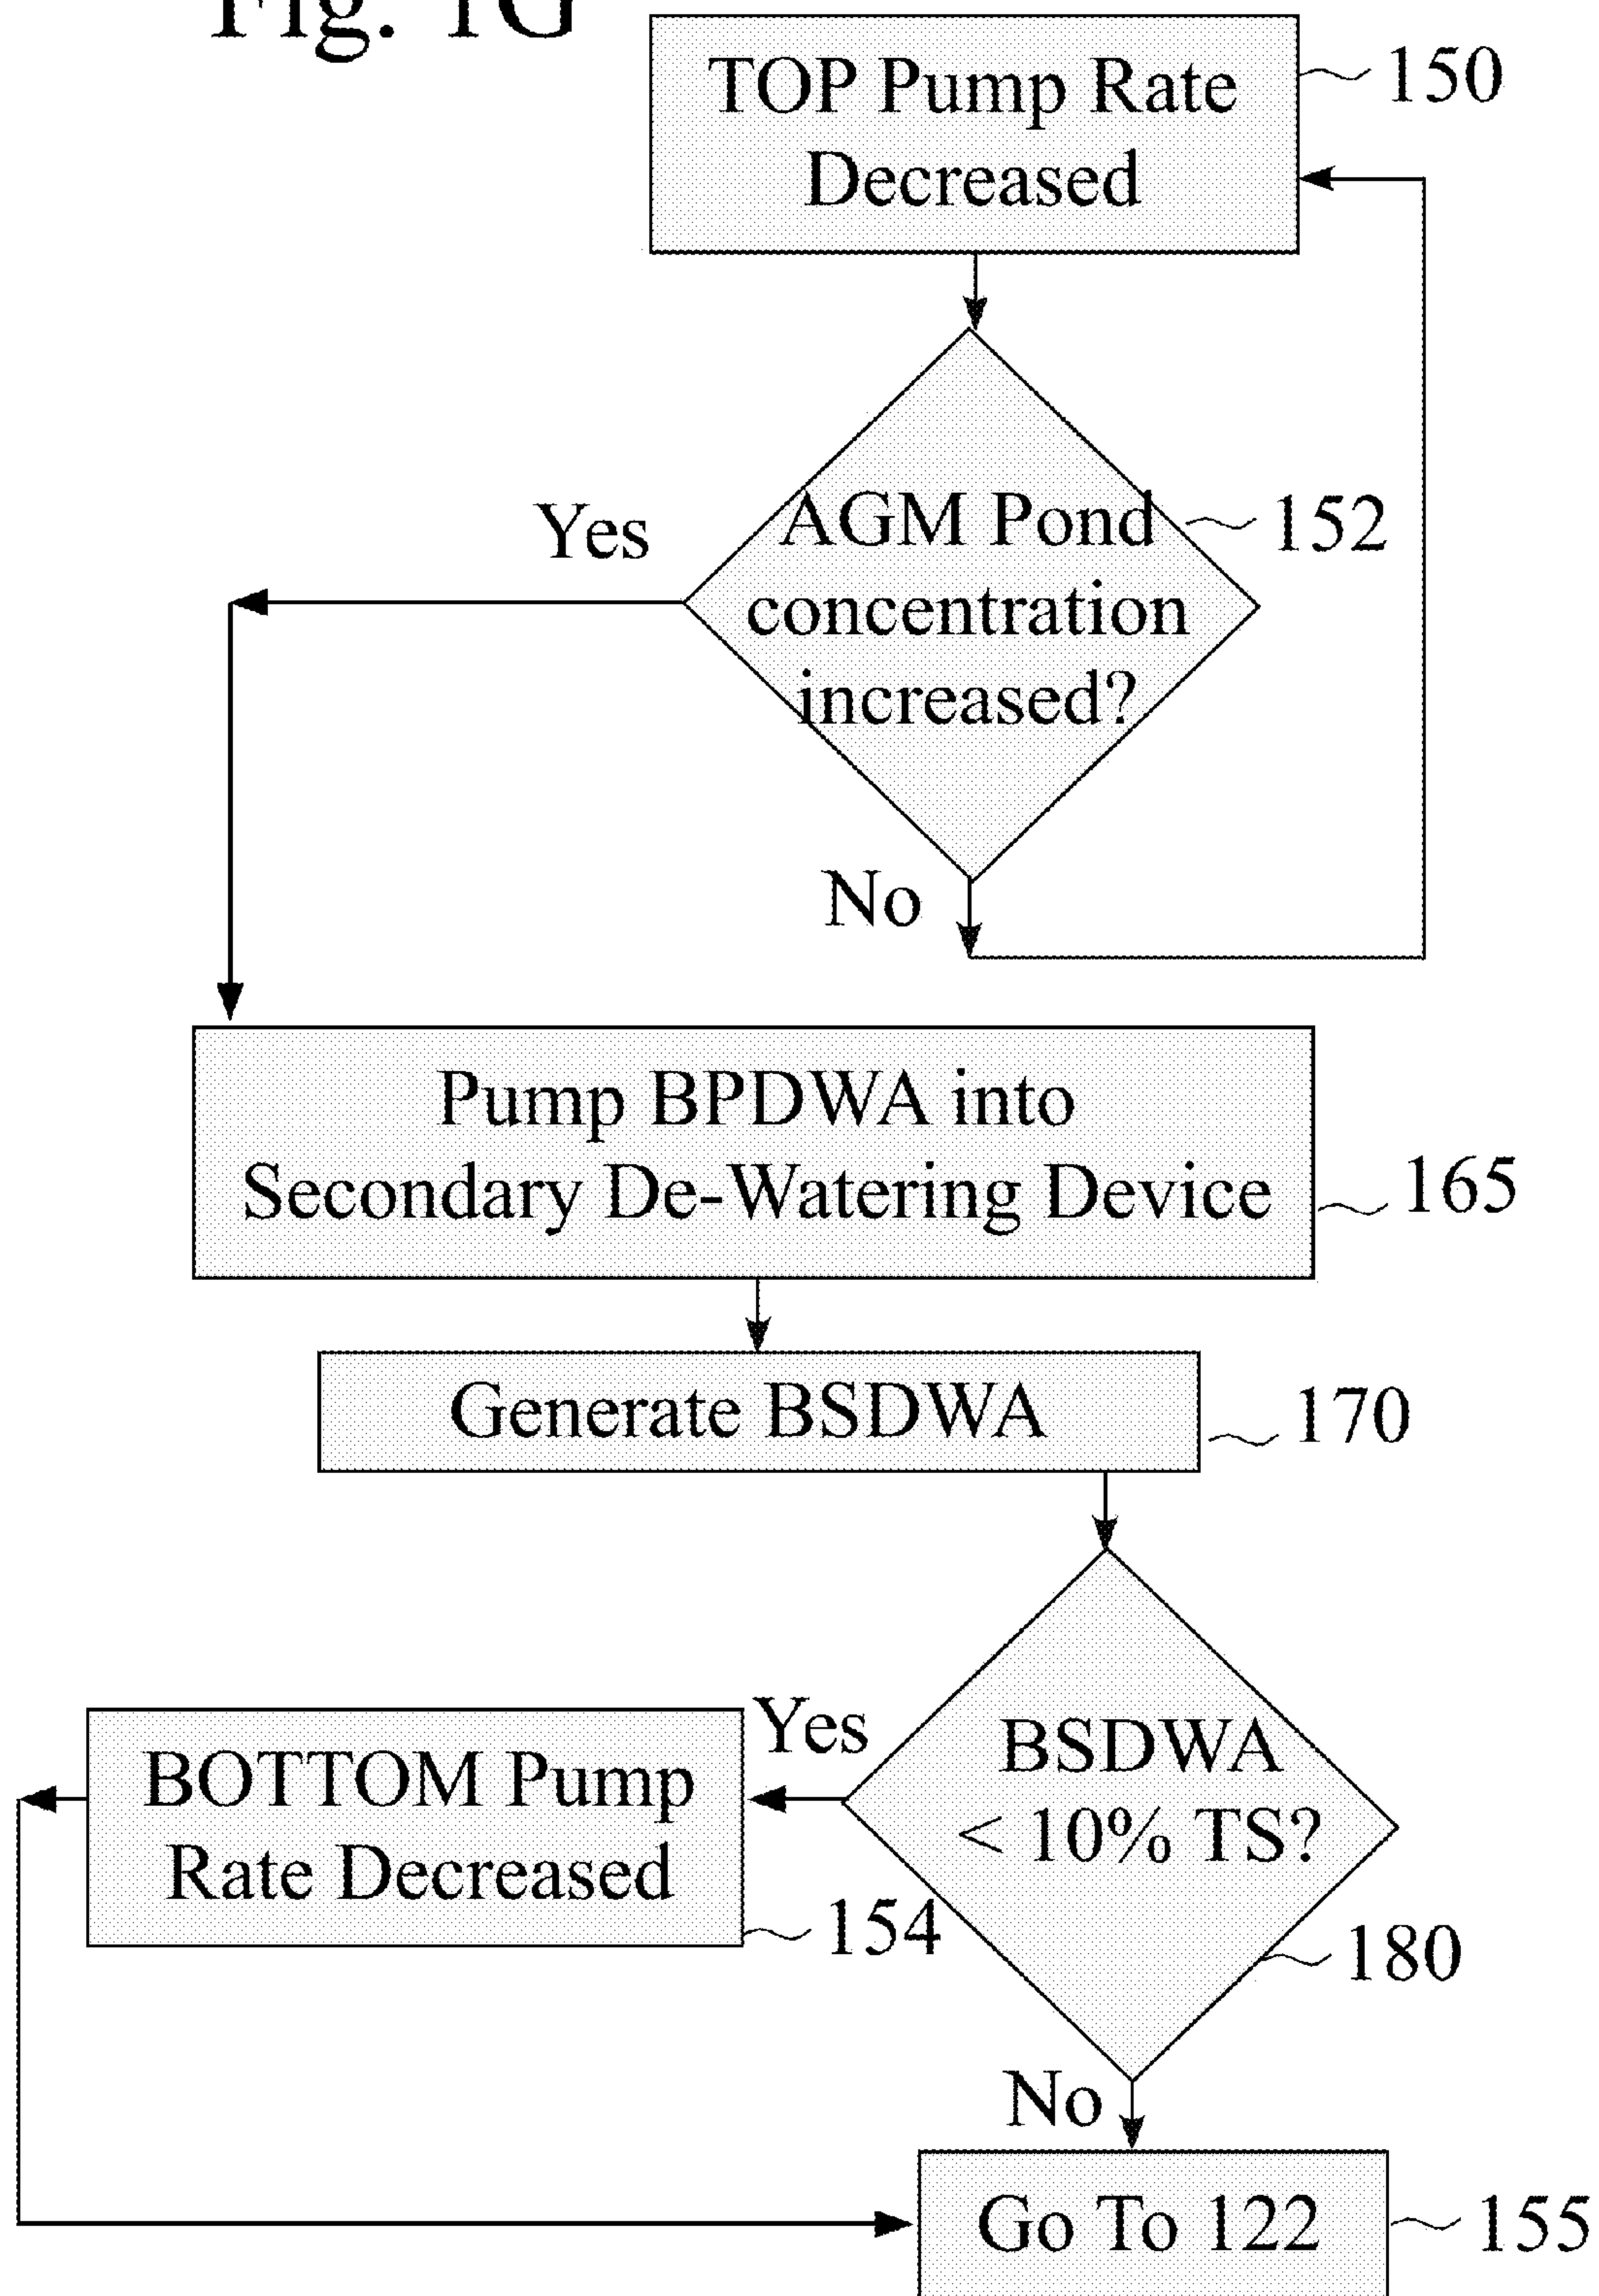 Fig. 1G
TOP Pump Rate
Decreased
150
AGM Pond
concentration
increased?
152
Yes
No
Pump BPDWA into
Secondary De-Watering Device
165
Generate BSDWA
170
BSDWA
< 10% TS?
180
Yes
BOTTOM Pump
Rate Decreased
154
No
Go To 122
155